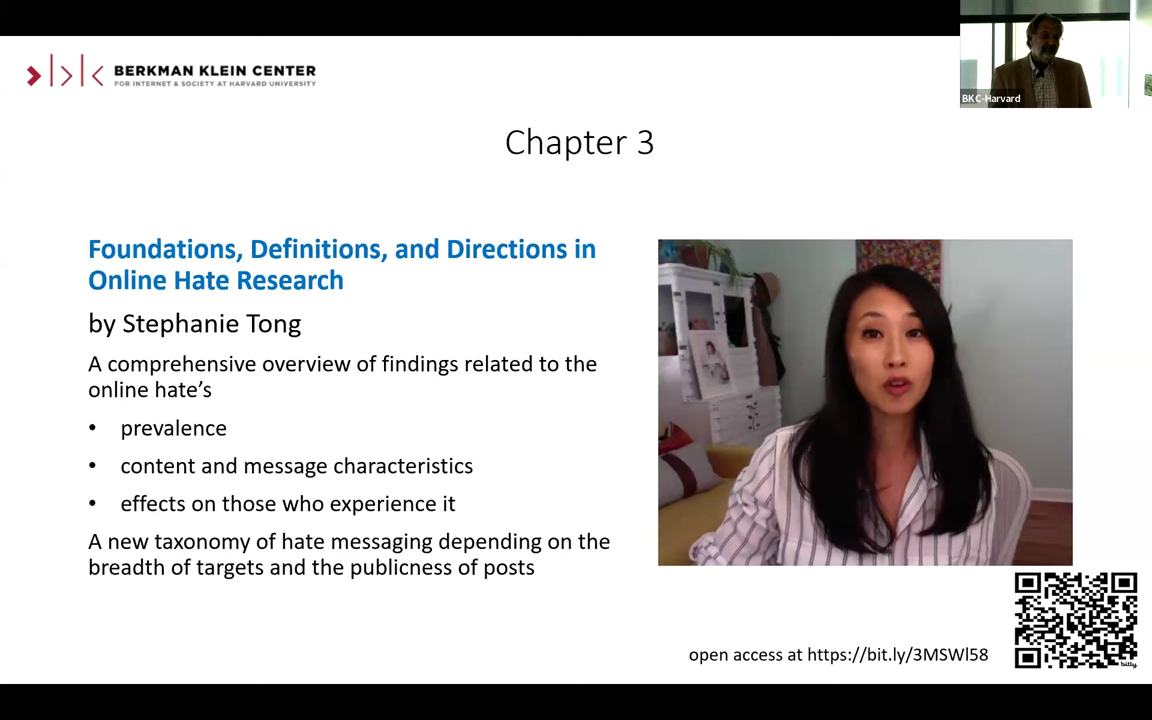 BERKMAN KLEIN CENTER
FOR INTERNET & SOCIETY AT HARVARD UNIVERSITY
BKC-Harvard
Chapter 3
Foundations, Definitions, and Directions in
Online Hate Research
by Stephanie Tong
A comprehensive overview of findings related to the
online hate’s
• prevalence
• content and message characteristics
• effects on those who experience it
A new taxonomy of hate messaging depending on the
breadth of targets and the publicness of posts
open access at https://bit.ly/3MSWl58
bitly